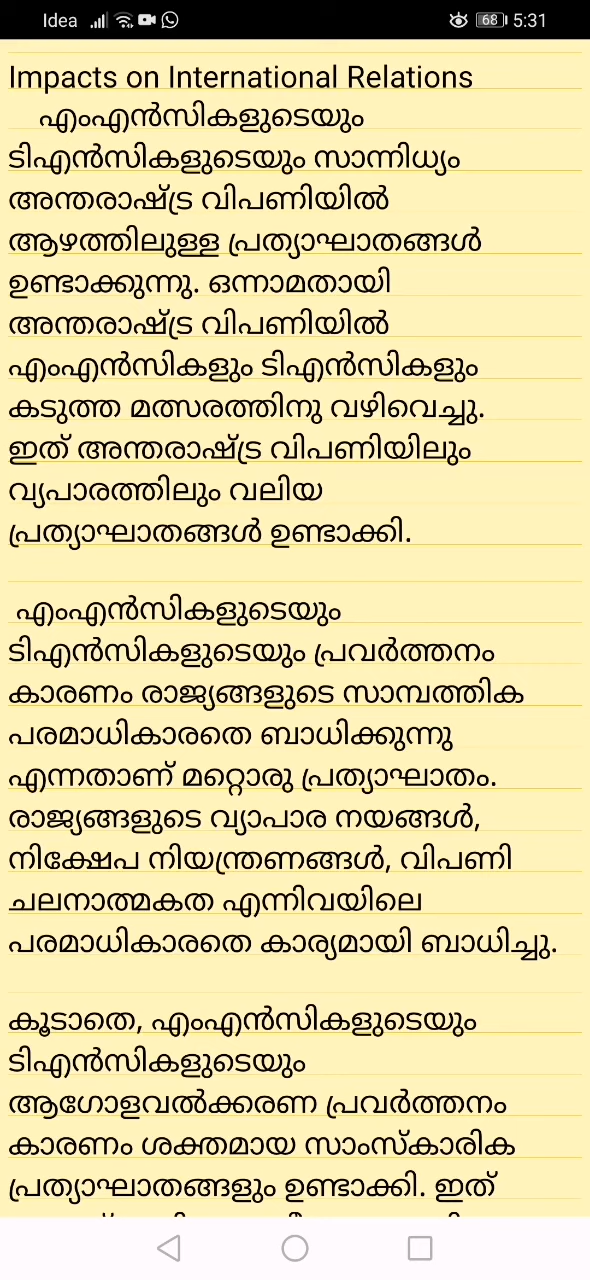 Idea 68 5:31
Impacts on International Relations
എംഎൻസികളുടെയും
ടിഎൻസികളുടെയും സാന്നിധ്യം
അന്തരാഷ്ട്ര വിപണിയിൽ
ആഴത്തിലുള്ള പ്രത്യാഘാതങ്ങൾ
ഉണ്ടാക്കുന്നു. ഒന്നാമതായി
അന്തരാഷ്ട്ര വിപണിയിൽ
എംഎൻസികളും ടിഎൻസികളും
കടുത്ത മത്സരത്തിനു വഴിവെച്ചു.
ഇത് അന്തരാഷ്ട്ര വിപണിയിലും
വ്യപാരത്തിലും വലിയ
പ്രത്യാഘാതങ്ങൾ ഉണ്ടാക്കി.
എംഎൻസികളുടെയും
ടിഎൻസികളുടെയും പ്രവർത്തനം
കാരണം രാജ്യങ്ങളുടെ സാമ്പത്തിക
പരമാധികാരതെ ബാധിക്കുന്നു
എന്നതാണ് മറ്റൊരു പ്രത്യാഘാതം.
രാജ്യങ്ങളുടെ വ്യാപാര നയങ്ങൾ,
നിക്ഷേപ നിയന്ത്രണങ്ങൾ, വിപണി
ചലനാത്മകത എന്നിവയിലെ
പരമാധികാരതെ കാര്യമായി ബാധിച്ചു.
കൂടാതെ, എംഎൻസികളുടെയും
ടിഎൻസികളുടെയും
ആഗോളവൽക്കരണ പ്രവർത്തനം
കാരണം ശക്തമായ സാംസ്കാരിക
പ്രത്യാഘാതങ്ങളും ഉണ്ടാക്കി. ഇത്